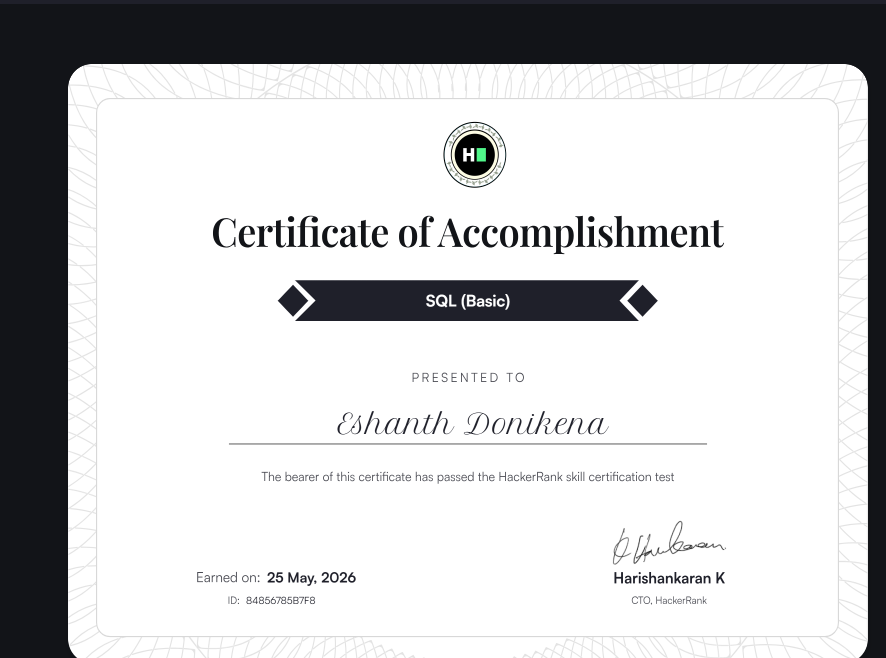 H
Certificate of Accomplishment
SQL (Basic)
PRESENTED TO
Eshanth Donikena
The bearer of this certificate has passed the HackerRank skill certification test
Earned on: 25 May, 2026
ID: 84856785B7F8
Harishankaran K
CTO, HackerRank